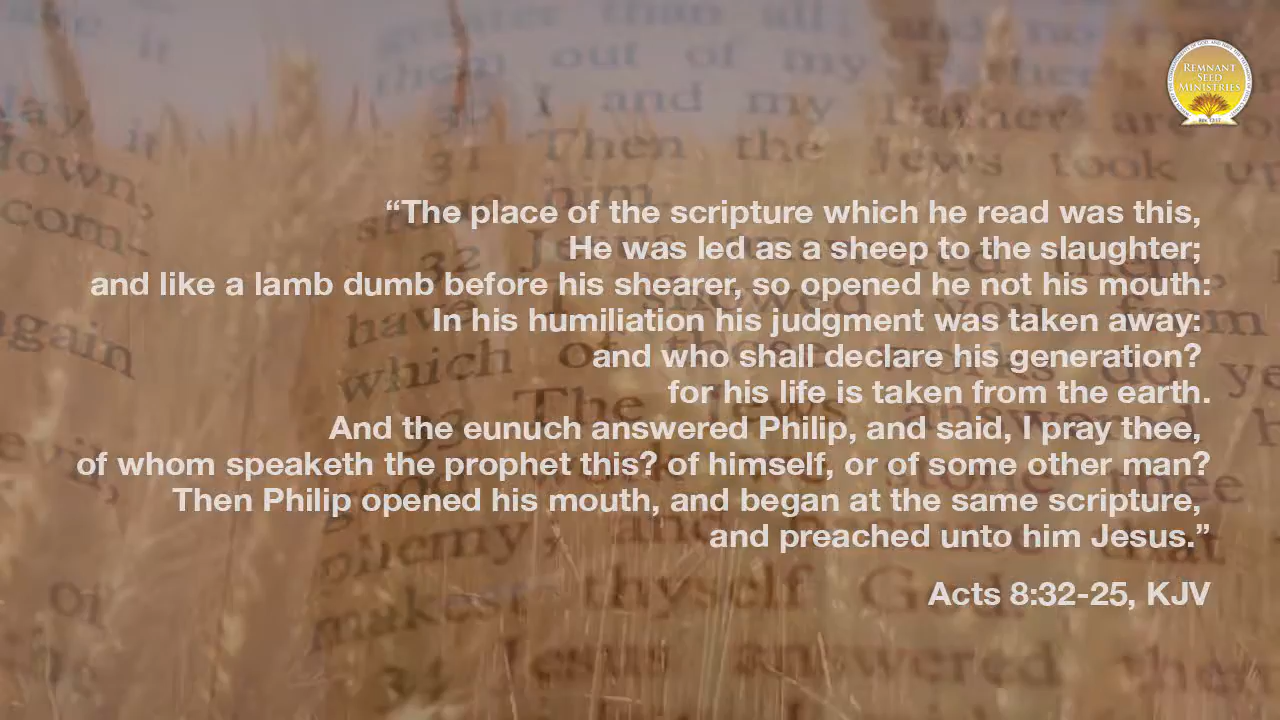 REMNANT
SEED
MINISTRIES
“The place of the scripture which he read was this,
He was led as a sheep to the slaughter;
and like a lamb dumb before his shearer, so opened he not his mouth:
In his humiliation his judgment was taken away:
and who shall declare his generation?
for his life is taken from the earth.
And the eunuch answered Philip, and said, I pray thee,
of whom speaketh the prophet this? of himself, or of some other man?
Then Philip opened his mouth, and began at the same scripture,
and preached unto him Jesus.”
Acts 8:32-25, KJV